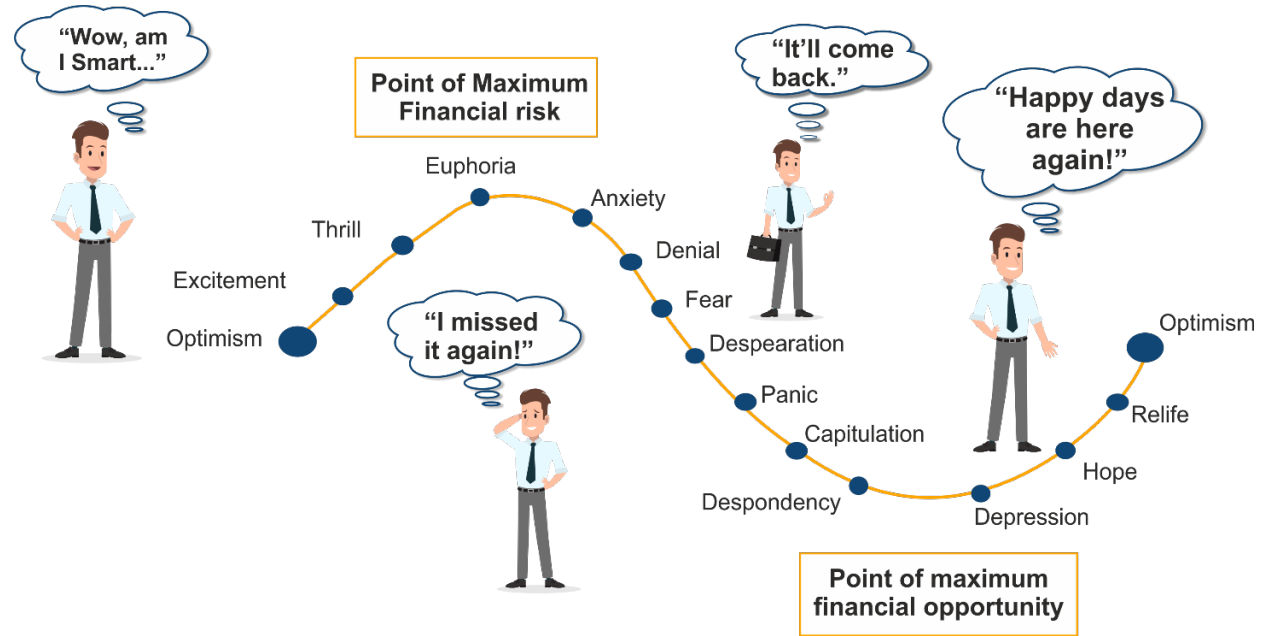 “Wow, am
I Smart...”
Point of Maximum
Financial risk
“It’ll come
back.”
“Happy days
are here
again!”
Euphoria
Anxiety
Thrill
Denial
Excitement
Fear
Optimism
“I missed
it again!”
Despearation
Optimism
Panic
Relife
Capitulation
Hope
Despondency
Depression
Point of maximum
financial opportunity